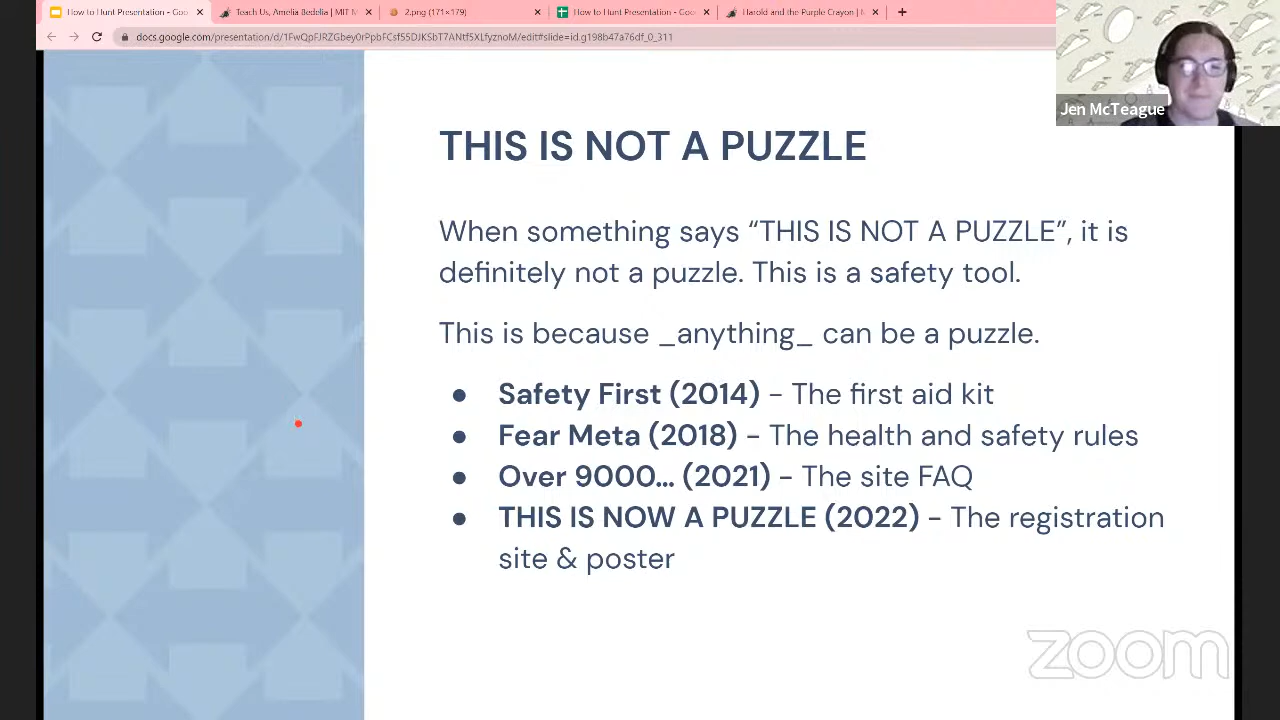 How to Hunt Presentation - Goo
Teach Us, Amelia Bedelia | MIT M
2.png (171×179)
How to Hunt Presentation - Goo
Harold and the Purple Crayon | M
docs.google.com/presentation/d/1FwQpFJRZGbey0rPpbFCsf55DJKSbT7ANtf5XLfyznoM/edit#slide=id.g198b47a76df_0_311
Jen McTeague
THIS IS NOT A PUZZLE
When something says “THIS IS NOT A PUZZLE”, it is
definitely not a puzzle. This is a safety tool.
This is because _anything_ can be a puzzle.
● Safety First (2014) - The first aid kit
● Fear Meta (2018) - The health and safety rules
● Over 9000... (2021) - The site FAQ
● THIS IS NOW A PUZZLE (2022) - The registration
site & poster
zoom